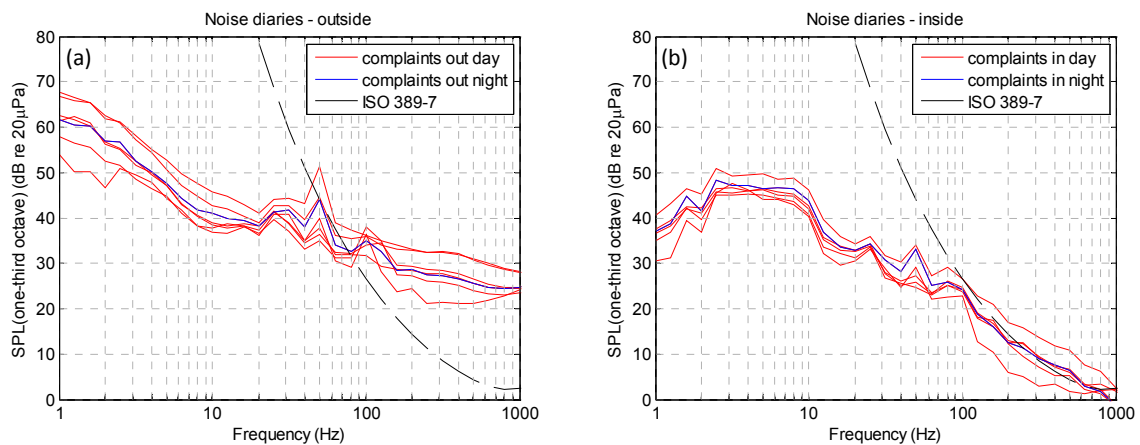 Noise diaries - outside
(a)
complaints out day
complaints out night
ISO 389-7
SPL(one-third octave) (dB re 20µPa)
80
70
60
50
40
30
20
10
0
1
10
100
1000
Frequency (Hz)
Noise diaries - inside
(b)
complaints in day
complaints in night
ISO 389-7
SPL(one-third octave) (dB re 20µPa)
80
70
60
50
40
30
20
10
0
1
10
100
1000
Frequency (Hz)